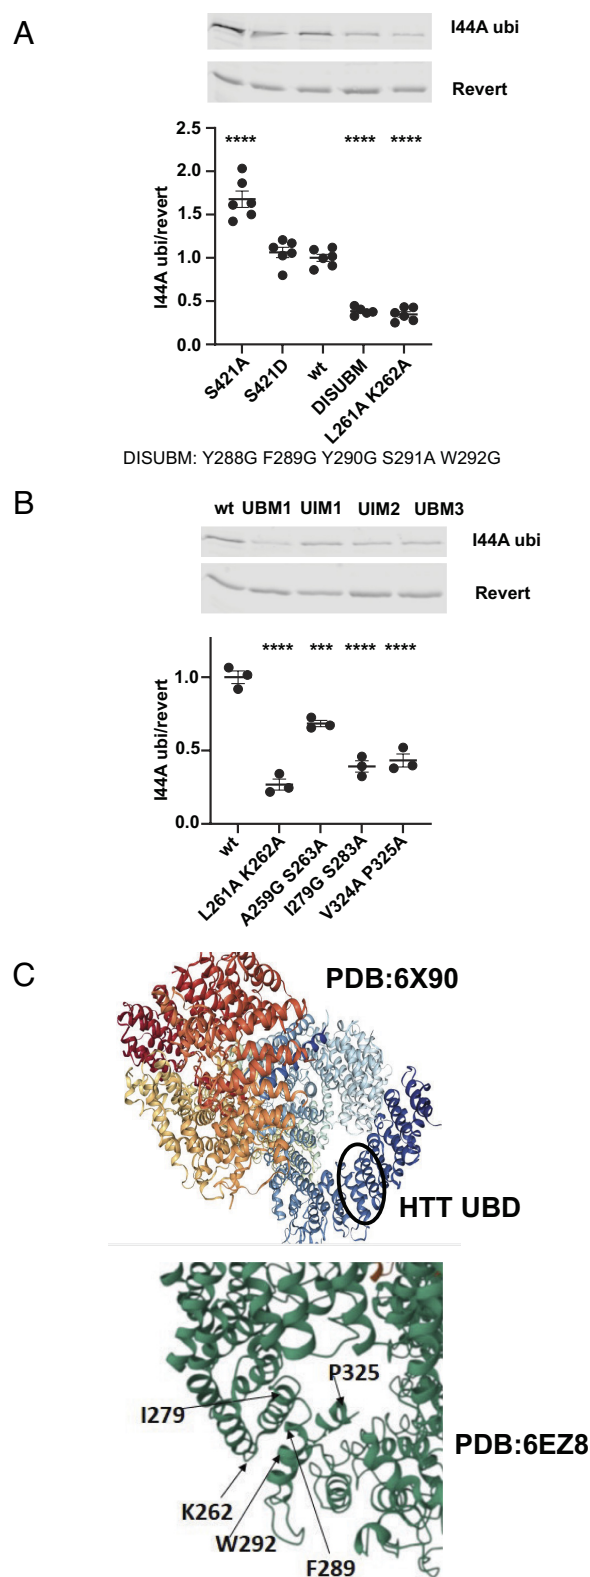 A
I44A ubi
Revert
2.5
2.0
1.5
1.0
0.5
0.0
I44A ubi/revert
**** **** ****
S421A S421D wt DISUBM L261A K262A
DISUBM: Y288G F289G Y290G S291A W292G
B
wt UBM1 UIM1 UIM2 UBM3
I44A ubi
Revert
1.0
0.5
0.0
I44A ubi/revert
**** *** **** ****
wt L261A K262A A259G S263A I279G S283A V324A P325A
C
PDB:6X90
HTT UBD
P325
I279
PDB:6EZ8
K262
W292
F289